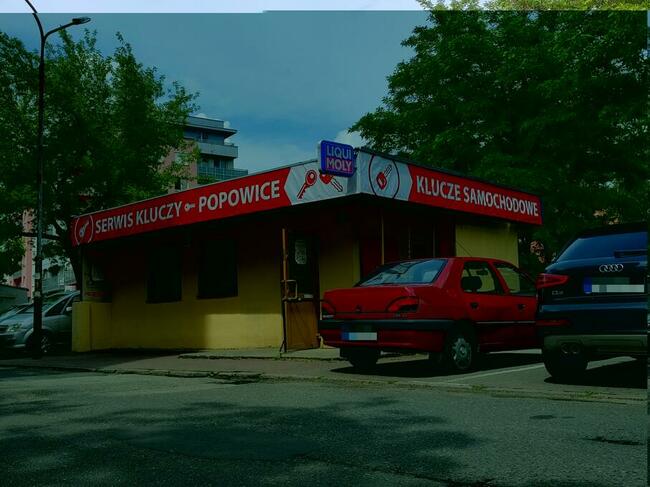 SERWIS KLUCZY POPOWICE
LIQUI
MOLY
KLUCZE SAMOCHODOWE